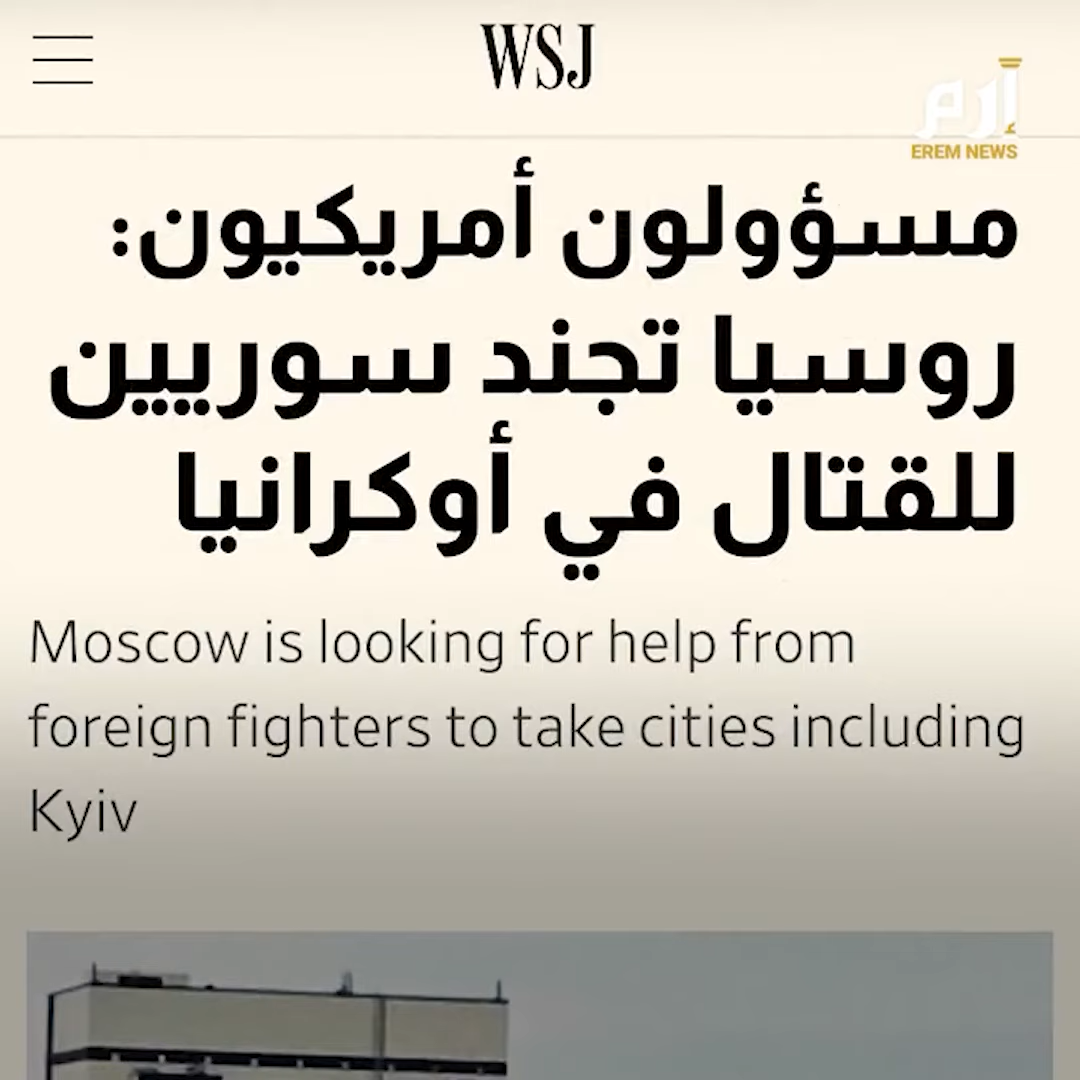 WSJ
إرم
EREM NEWS
مسؤولون أمريكيون:
روسيا تجند سوريين
للقتال في أوكرانيا
Moscow is looking for help from
foreign fighters to take cities including
Kyiv